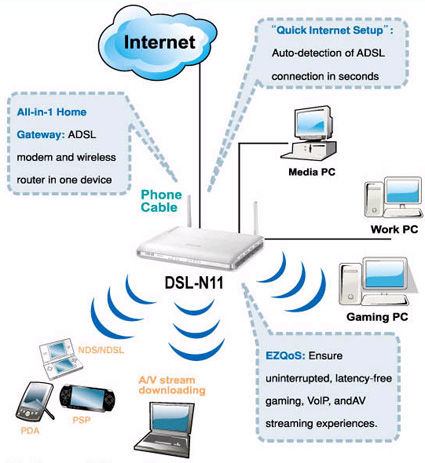 Internet
"Quick Internet Setup":
Auto-detection of ADSL
connection in seconds
All-in-1 Home
Gateway: ADSL
modem and wireless
router in one device
Phone
Cable
Media PC
Work PC
DSL-N11
Gaming PC
NDS/NDSL
A/V stream
downloading
PDA
PSP
EZQoS: Ensure
uninterrupted, latency-free
gaming, VoIP, andAV
streaming experiences.